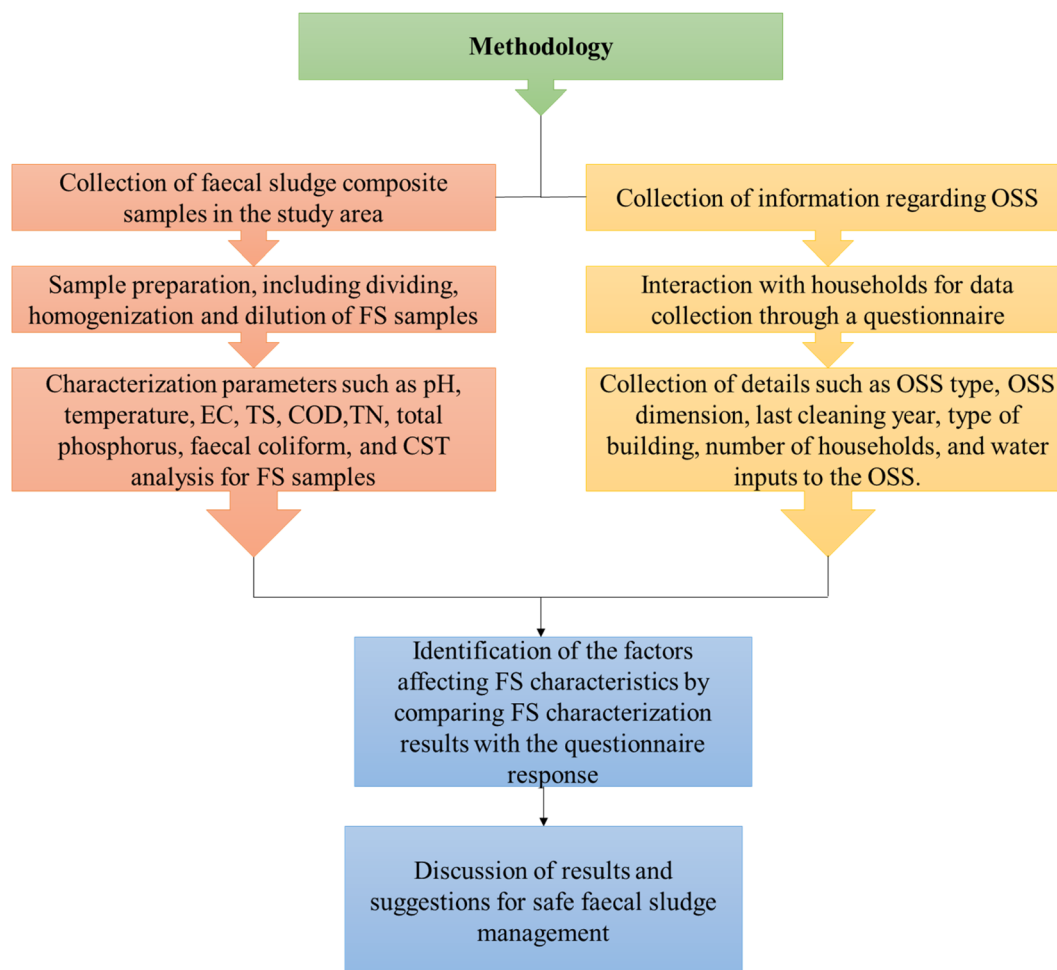 Methodology
Collection of faecal sludge composite
samples in the study area
Sample preparation, including dividing,
homogenization and dilution of FS samples
Characterization parameters such as pH,
temperature, EC, TS, COD,TN, total
phosphorus, faecal coliform, and CST
analysis for FS samples
Collection of information regarding OSS
Interaction with households for data
collection through a questionnaire
Collection of details such as OSS type, OSS
dimension, last cleaning year, type of
building, number of households, and water
inputs to the OSS.
Identification of the factors
affecting FS characteristics by
comparing FS characterization
results with the questionnaire
response
Discussion of results and
suggestions for safe faecal sludge
management